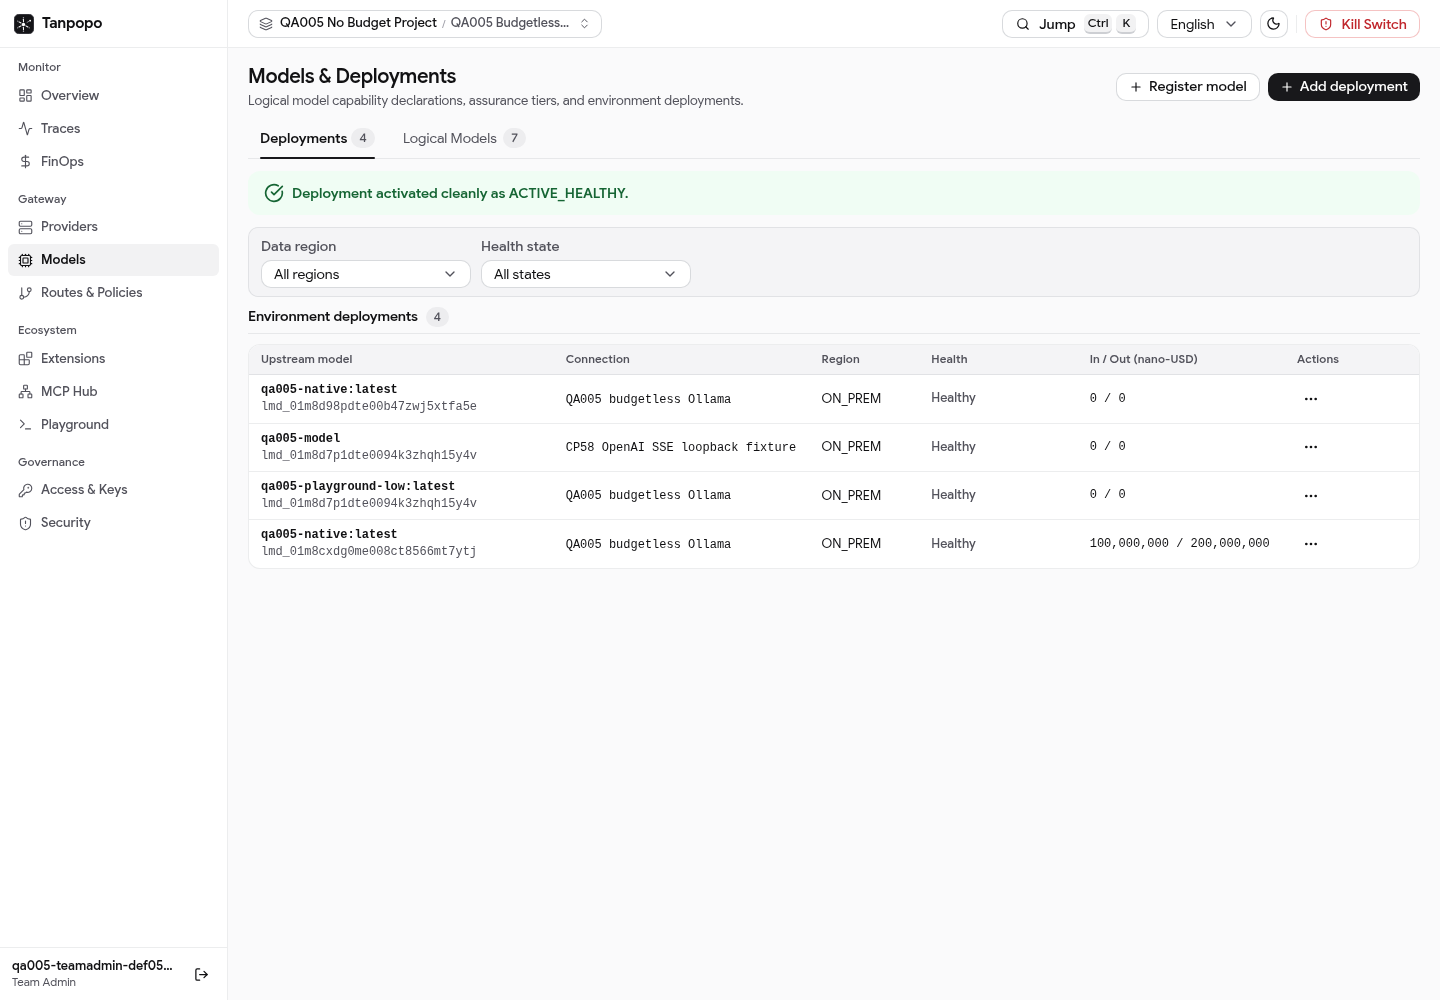 Tanpopo
QA005 No Budget Project / QA005 Budgetless...
Jump Ctrl K
English
Kill Switch
Monitor
Overview
Traces
FinOps
Gateway
Providers
Models
Routes & Policies
Ecosystem
Extensions
MCP Hub
Playground
Governance
Access & Keys
Security
qa005-teamadmin-def05...
Team Admin
Models & Deployments
Logical model capability declarations, assurance tiers, and environment deployments.
Register model
Add deployment
Deployments 4
Logical Models 7
Deployment activated cleanly as ACTIVE_HEALTHY.
Data region
Health state
All regions
All states
Environment deployments 4
Upstream model Connection Region Health In / Out (nano-USD) Actions
qa005-native:latest
lmd_01m8d98pdte00b47zwj5xtfa5e
QA005 budgetless Ollama ON_PREM Healthy 0 / 0
qa005-model
lmd_01m8d7p1dte0094k3zhqh15y4v
CP58 OpenAI SSE loopback fixture ON_PREM Healthy 0 / 0
qa005-playground-low:latest
lmd_01m8d7p1dte0094k3zhqh15y4v
QA005 budgetless Ollama ON_PREM Healthy 0 / 0
qa005-native:latest
lmd_01m8cxdg0me008ct8566mt7ytj
QA005 budgetless Ollama ON_PREM Healthy 100,000,000 / 200,000,000